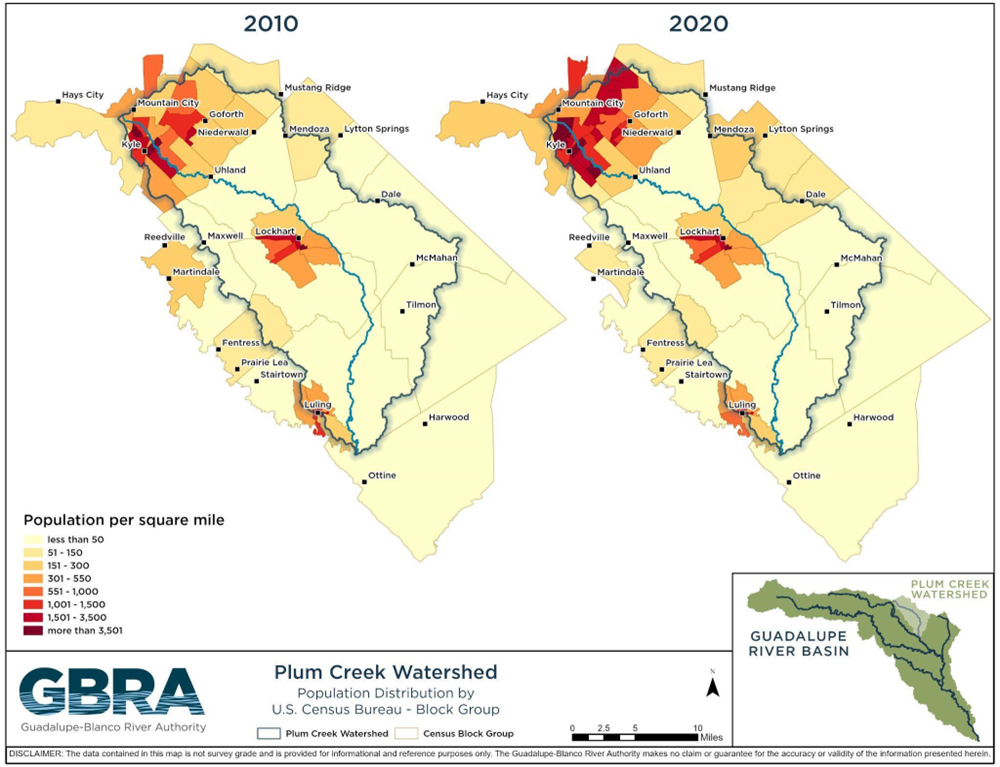 2010
2020
Hays City
Mountain City
Mustang Ridge
Goforth
Niederwald
Mendoza
Lytton Springs
Kyle
Uhland
Dale
Reedville
Maxwell
Lockhart
McMahan
Martindale
Tilmon
Fentress
Prairie Lea
Stairtown
Luling
Harwood
Ottine
Hays City
Mountain City
Mustang Ridge
Goforth
Niederwald
Mendoza
Lytton Springs
Kyle
Uhland
Dale
Reedville
Maxwell
Lockhart
McMahan
Martindale
Tilmon
Fentress
Prairie Lea
Stairtown
Luling
Harwood
Ottine
Population per square mile
less than 50
51 - 150
151 - 300
301 - 550
551 - 1,000
1,001 - 1,500
1,501 - 3,500
more than 3,501
PLUM CREEK
WATERSHED
GUADALUPE
RIVER BASIN
GBRA
Guadalupe-Blanco River Authority
Plum Creek Watershed
Population Distribution by
U.S. Census Bureau - Block Group
Plum Creek Watershed
Census Block Group
N
0 2.5 5 10
Miles
DISCLAIMER: The data contained in this map is not survey grade and is provided for informational and reference purposes only. The Guadalupe-Blanco River Authority makes no claim or guarantee for the accuracy or validity of the information presented herein.